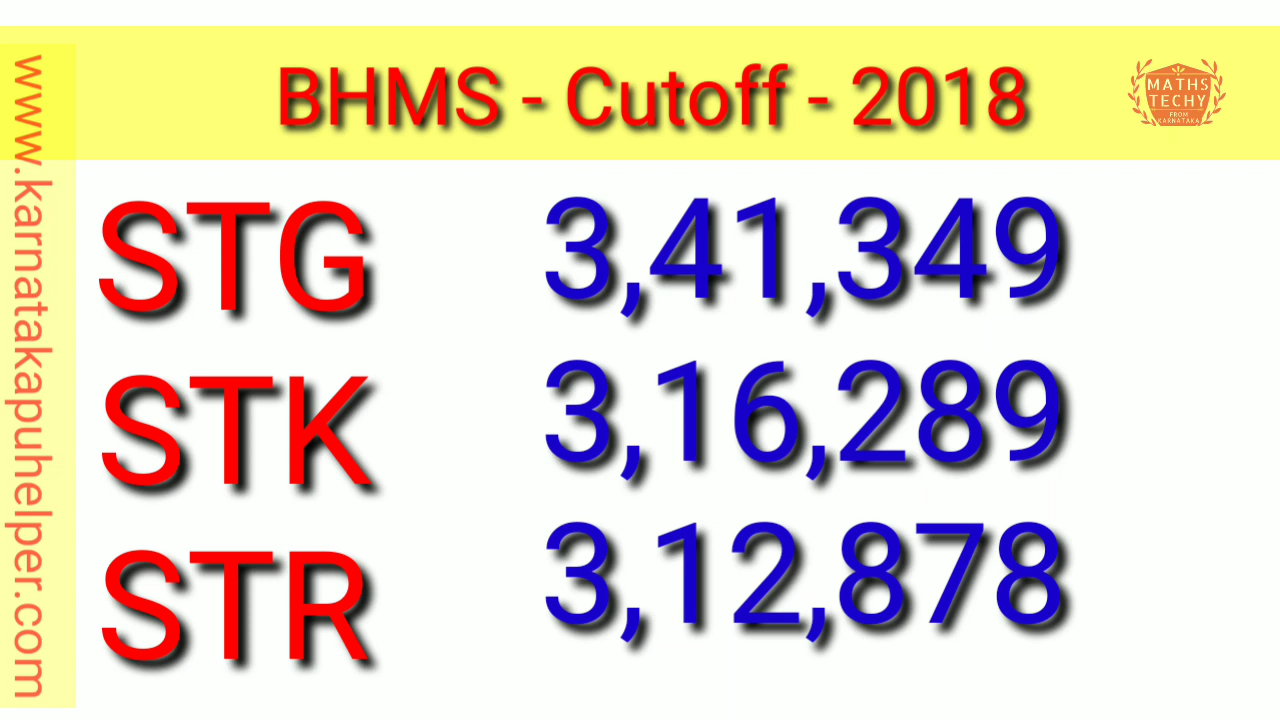 BHMS - Cutoff - 2018
MATHS
TECHY
FROM
KARNATAKA
www.karnatakapuhelper.com
STG 3,41,349
STK 3,16,289
STR 3,12,878